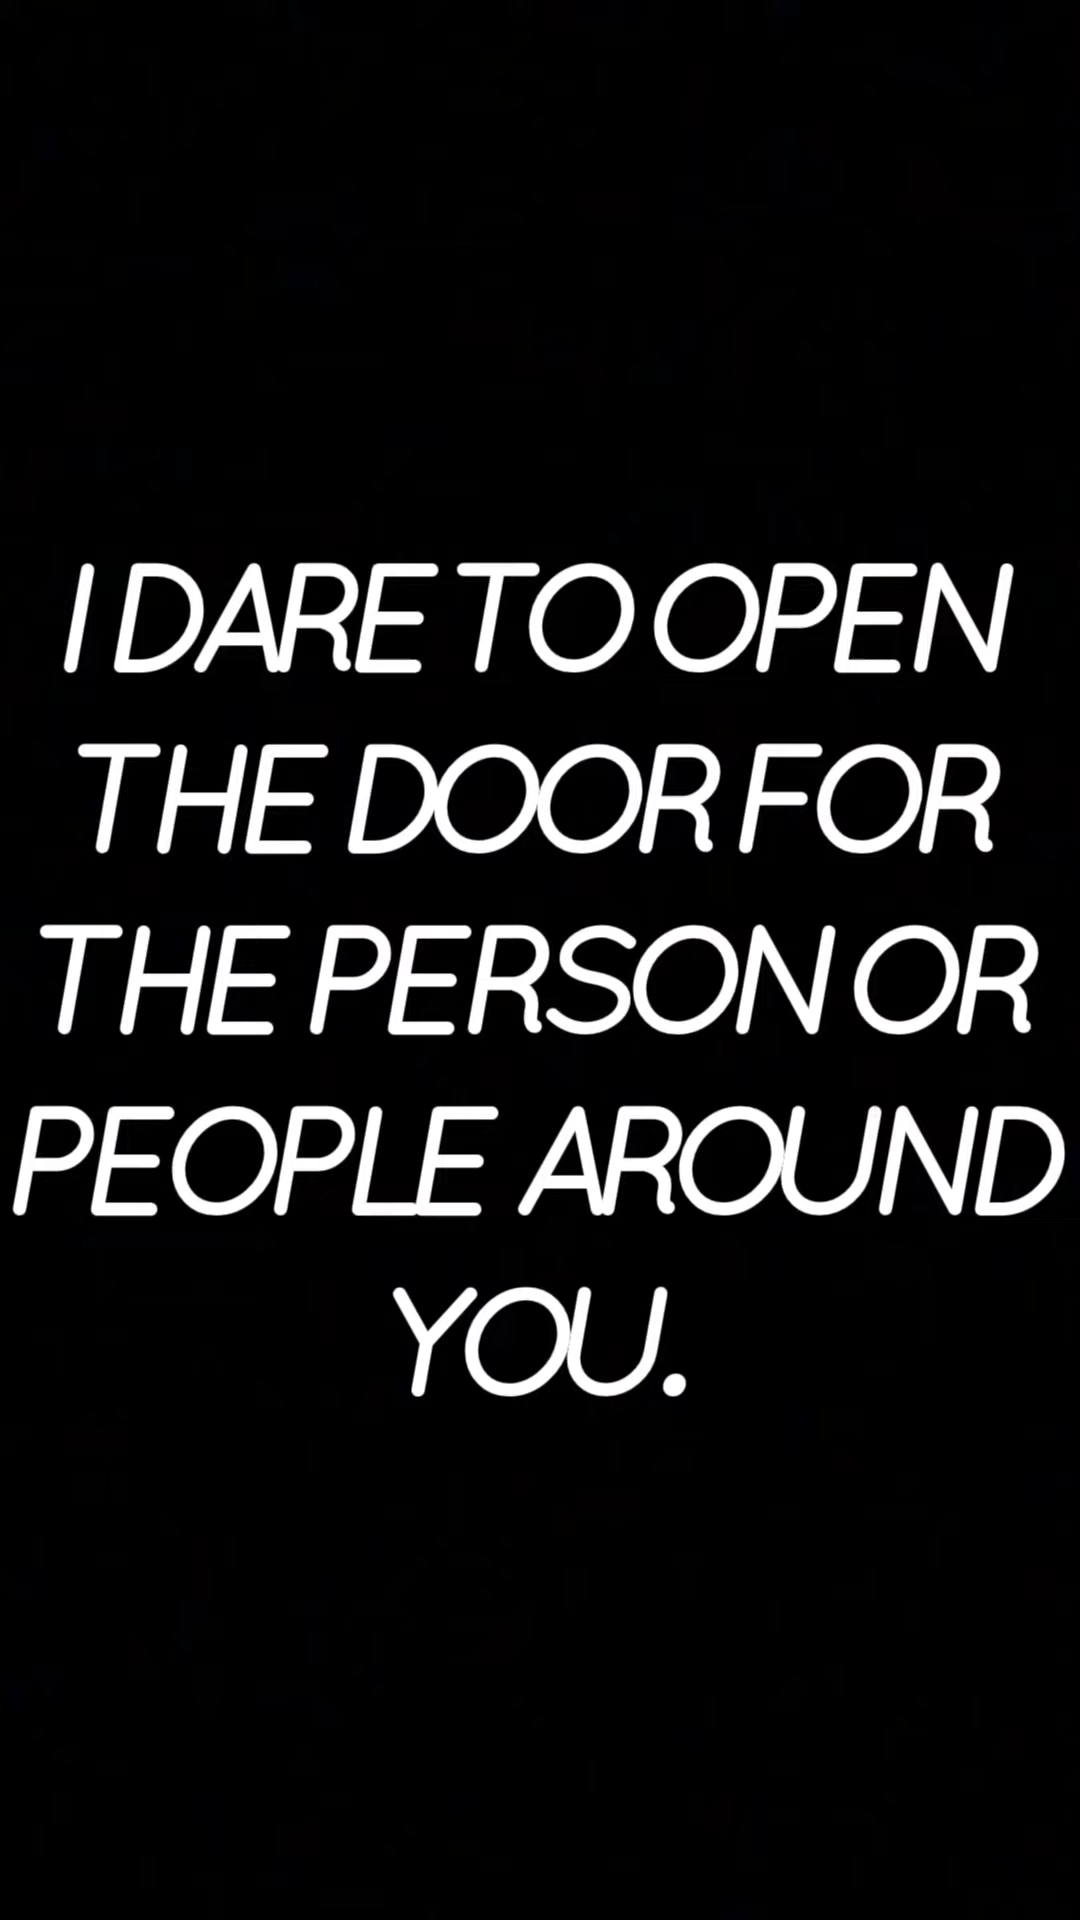 I DARE TO OPEN
THE DOOR FOR
THE PERSON OR
PEOPLE AROUND
YOU.